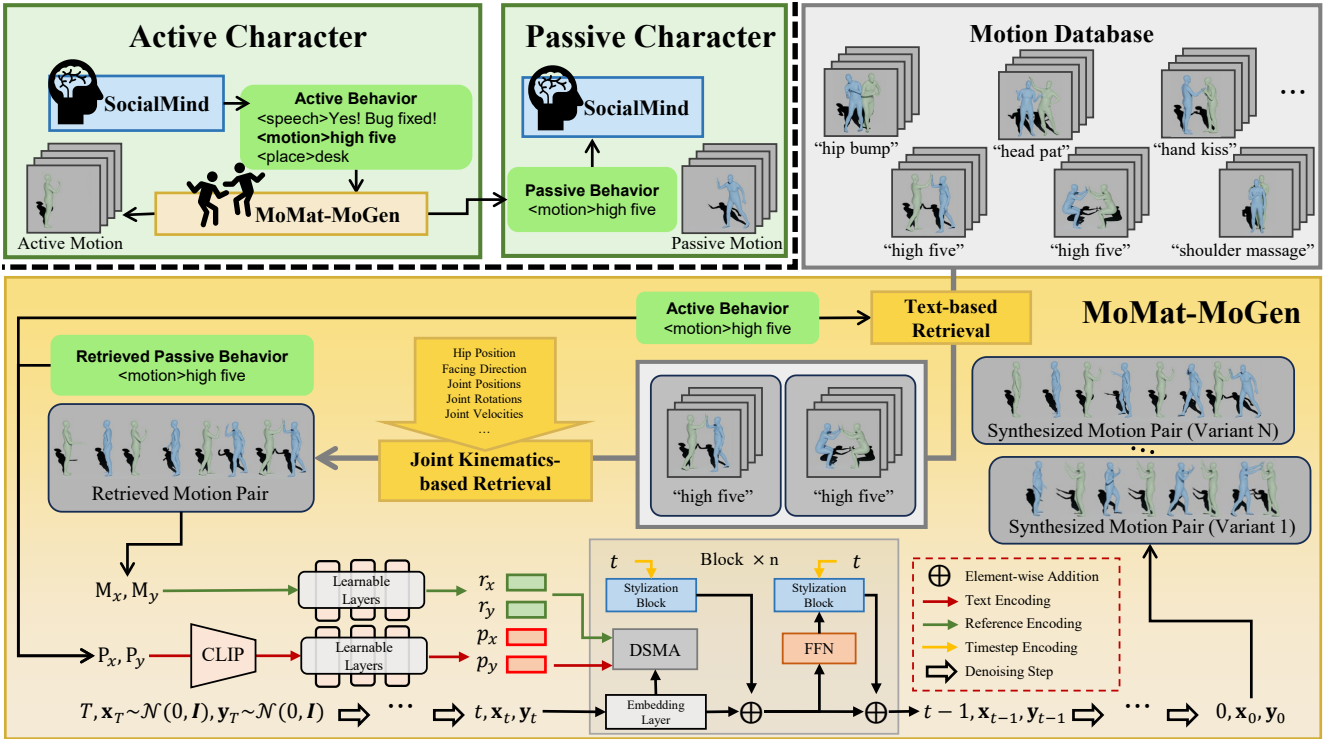 Active Character
SocialMind
Active Behavior
<speech>Yes! Bug fixed!
<motion>high five
<place>desk
MoMat-MoGen
Active Motion
Passive Character
SocialMind
Passive Behavior
<motion>high five
Passive Motion
Motion Database
...
“hip bump”
“head pat”
“hand kiss”
“high five”
“high five”
“shoulder massage”
MoMat-MoGen
Active Behavior
<motion>high five
Text-based
Retrieval
Retrieved Passive Behavior
<motion>high five
Hip Position
Facing Direction
Joint Positions
Joint Rotations
Joint Velocities
...
Joint Kinematics-
based Retrieval
Retrieved Motion Pair
“high five”
“high five”
Synthesized Motion Pair (Variant N)
...
Synthesized Motion Pair (Variant 1)
M_x, M_y
Learnable
Layers
r_x
r_y
P_x, P_y
CLIP
Learnable
Layers
p_x
p_y
Block × n
t
Stylization
Block
t
Stylization
Block
DSMA
FFN
Embedding
Layer
Element-wise Addition
Text Encoding
Reference Encoding
Timestep Encoding
Denoising Step
T, x_T~𝒩(0, I), y_T~𝒩(0, I)
...
t, x_t, y_t
t − 1, x_{t−1}, y_{t−1}
...
0, x_0, y_0